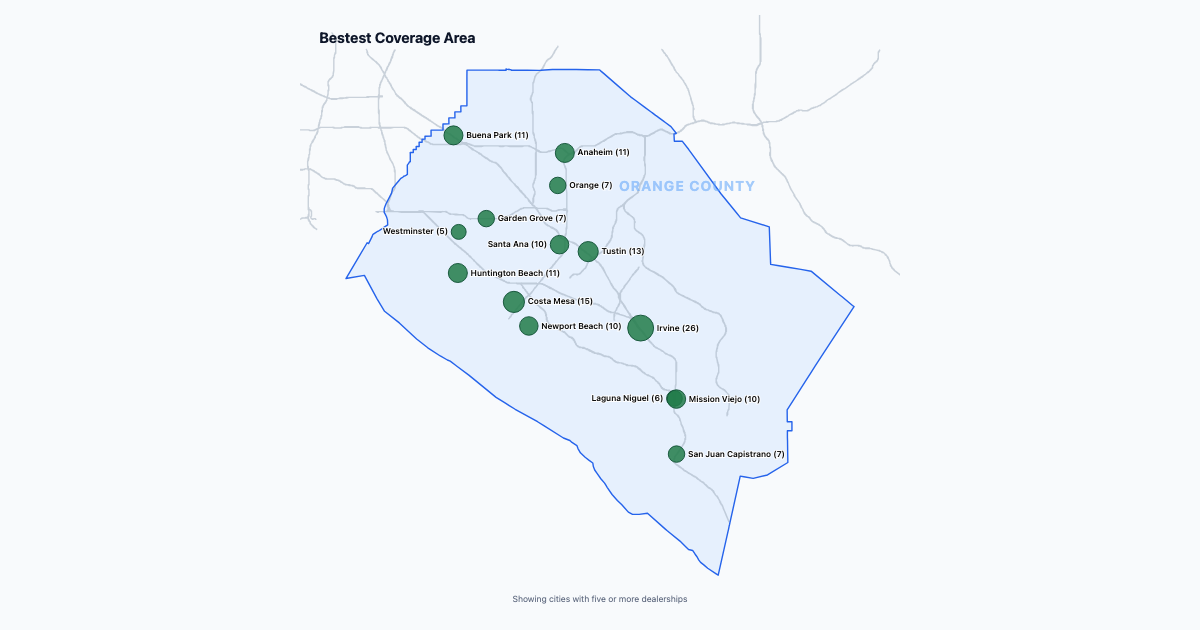 Bestest Coverage Area
Buena Park (11)
Anaheim (11)
Orange (7)
ORANGE COUNTY
Garden Grove (7)
Westminster (5)
Santa Ana (10)
Tustin (13)
Huntington Beach (11)
Costa Mesa (15)
Newport Beach (10)
Irvine (26)
Laguna Niguel (6)
Mission Viejo (10)
San Juan Capistrano (7)
Showing cities with five or more dealerships